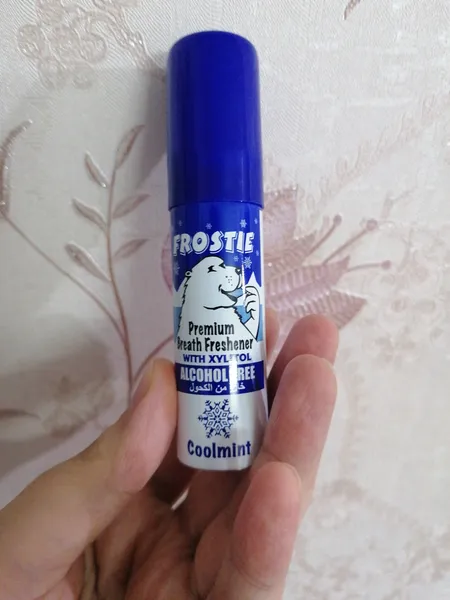 FROSTIE
Premium
Breath Freshener
WITH XYLITOL
ALCOHOL FREE
خالي من الكحول
Coolmint